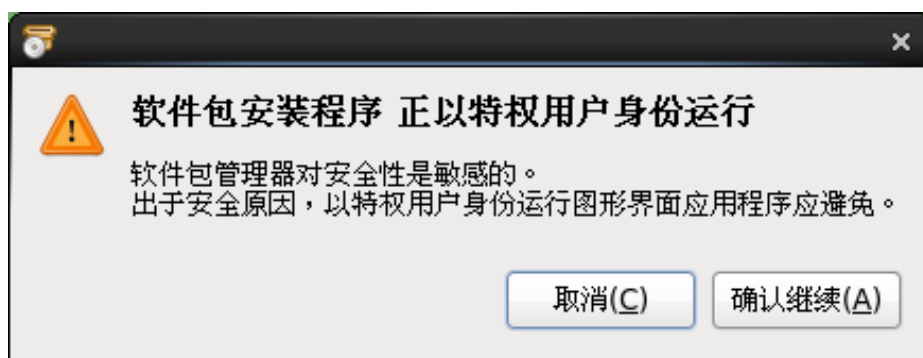 软件包安装程序 正以特权用户身份运行
软件包管理器对安全性是敏感的。
出于安全原因，以特权用户身份运行图形界面应用程序应避免。
取消(C) 确认继续(A)